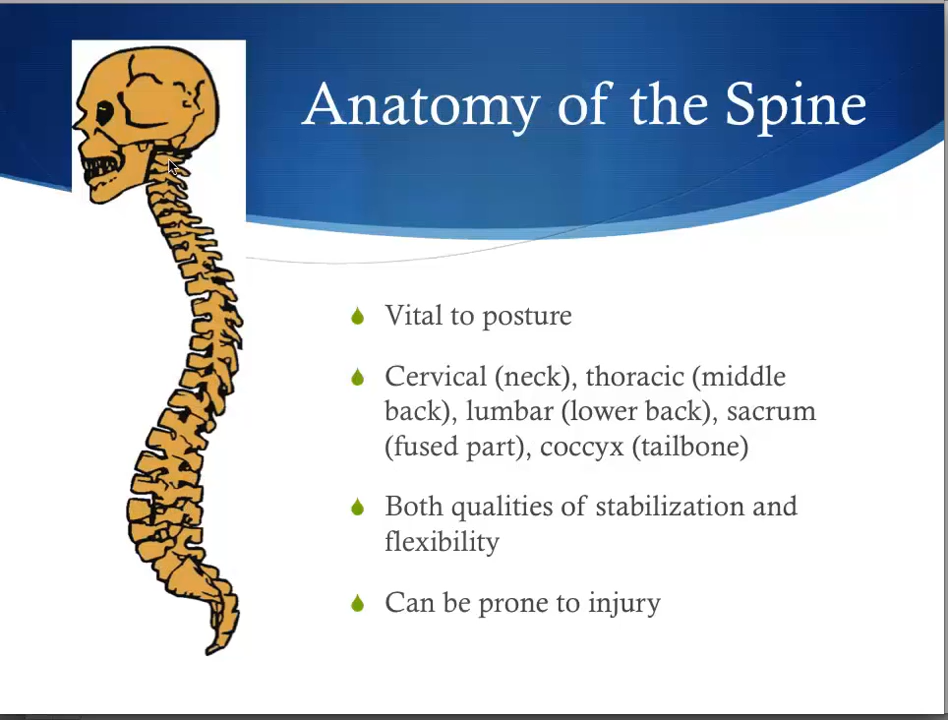 Anatomy of the Spine
Vital to posture
Cervical (neck), thoracic (middle
back), lumbar (lower back), sacrum
(fused part), coccyx (tailbone)
Both qualities of stabilization and
flexibility
Can be prone to injury